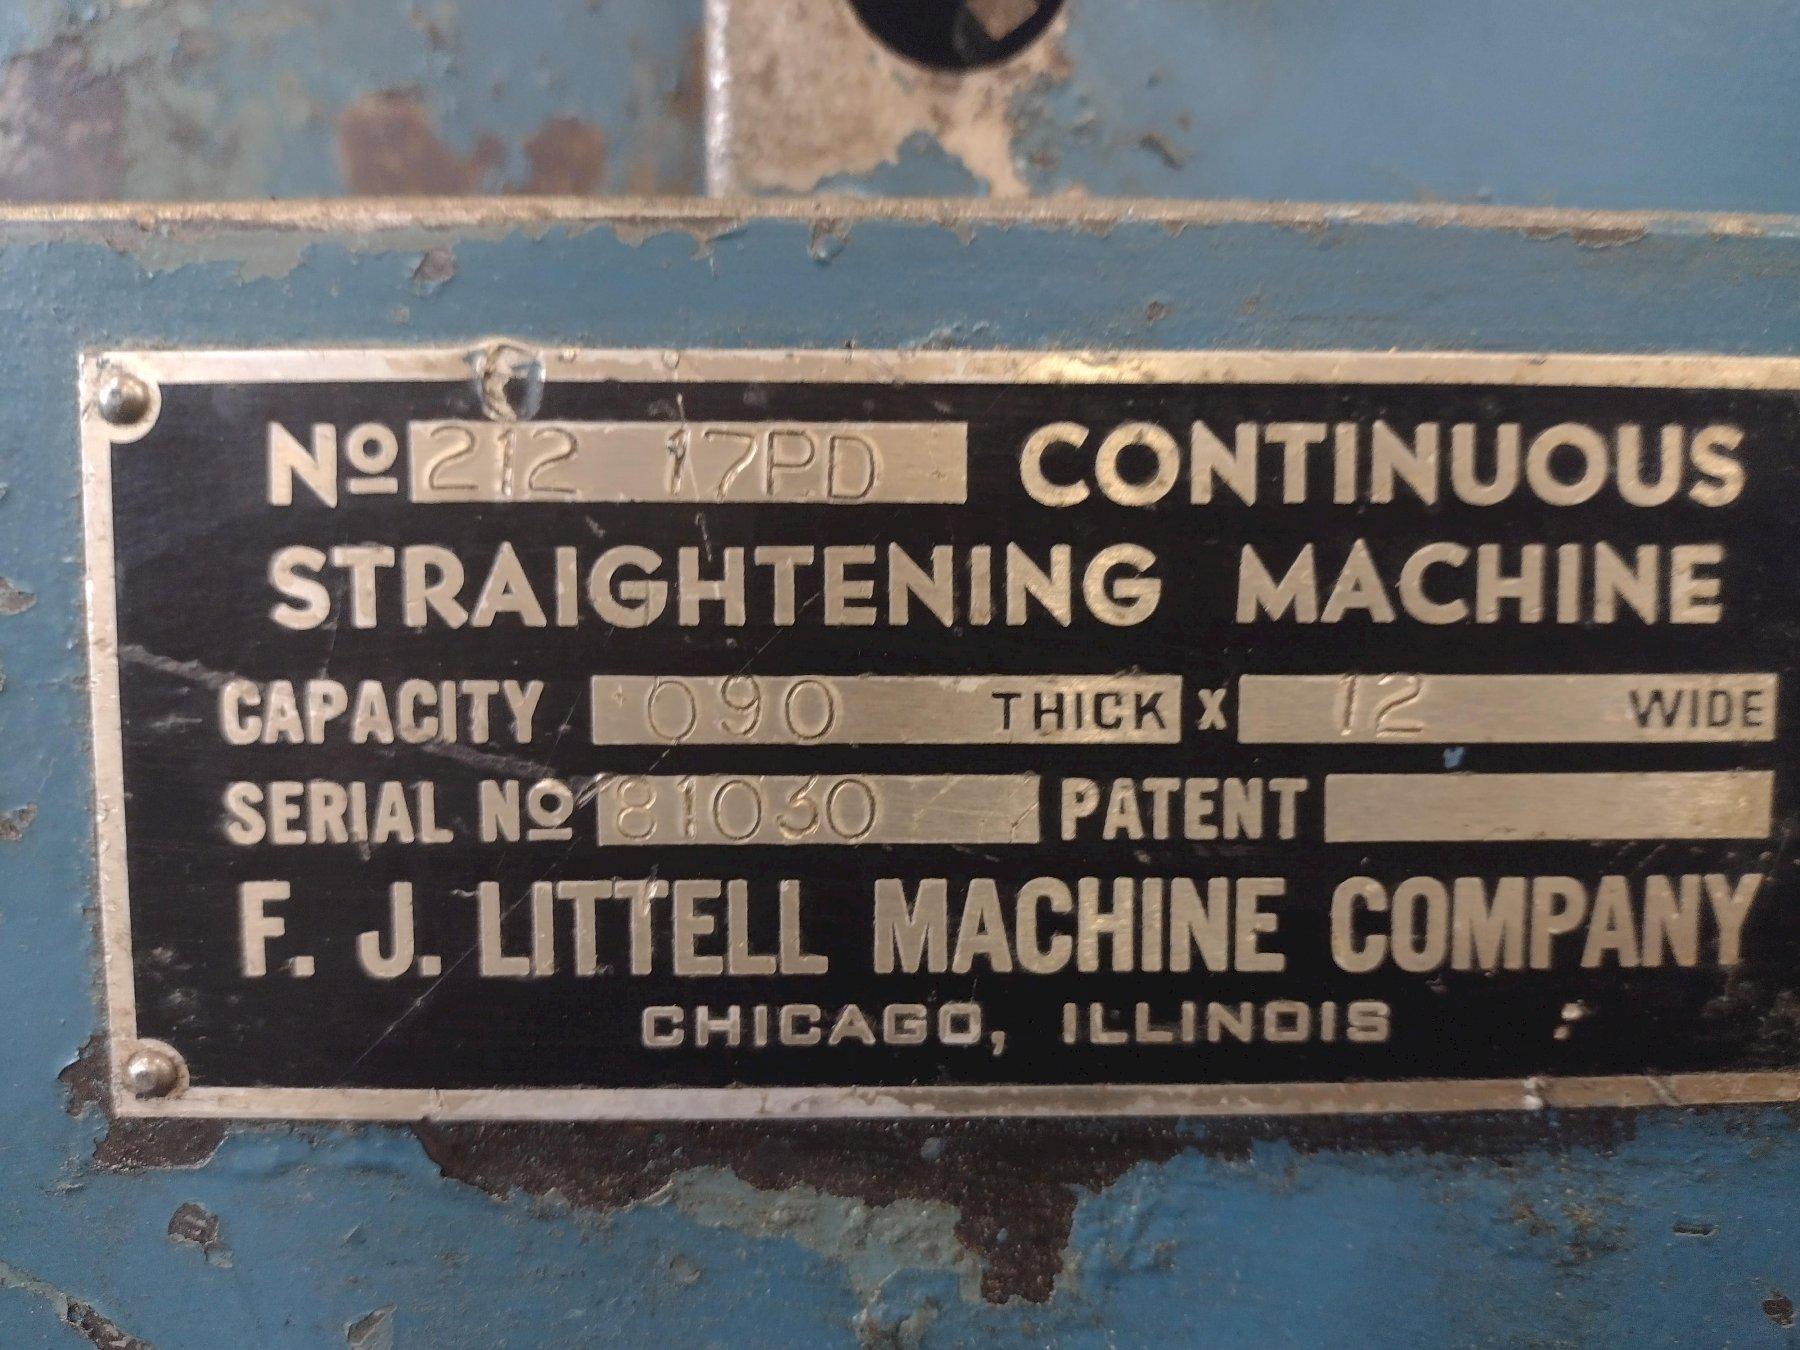 Nº 212 17PD CONTINUOUS
STRAIGHTENING MACHINE
CAPACITY 090 THICK X 12 WIDE
SERIAL Nº 81030 PATENT
F. J. LITTELL MACHINE COMPANY
CHICAGO, ILLINOIS